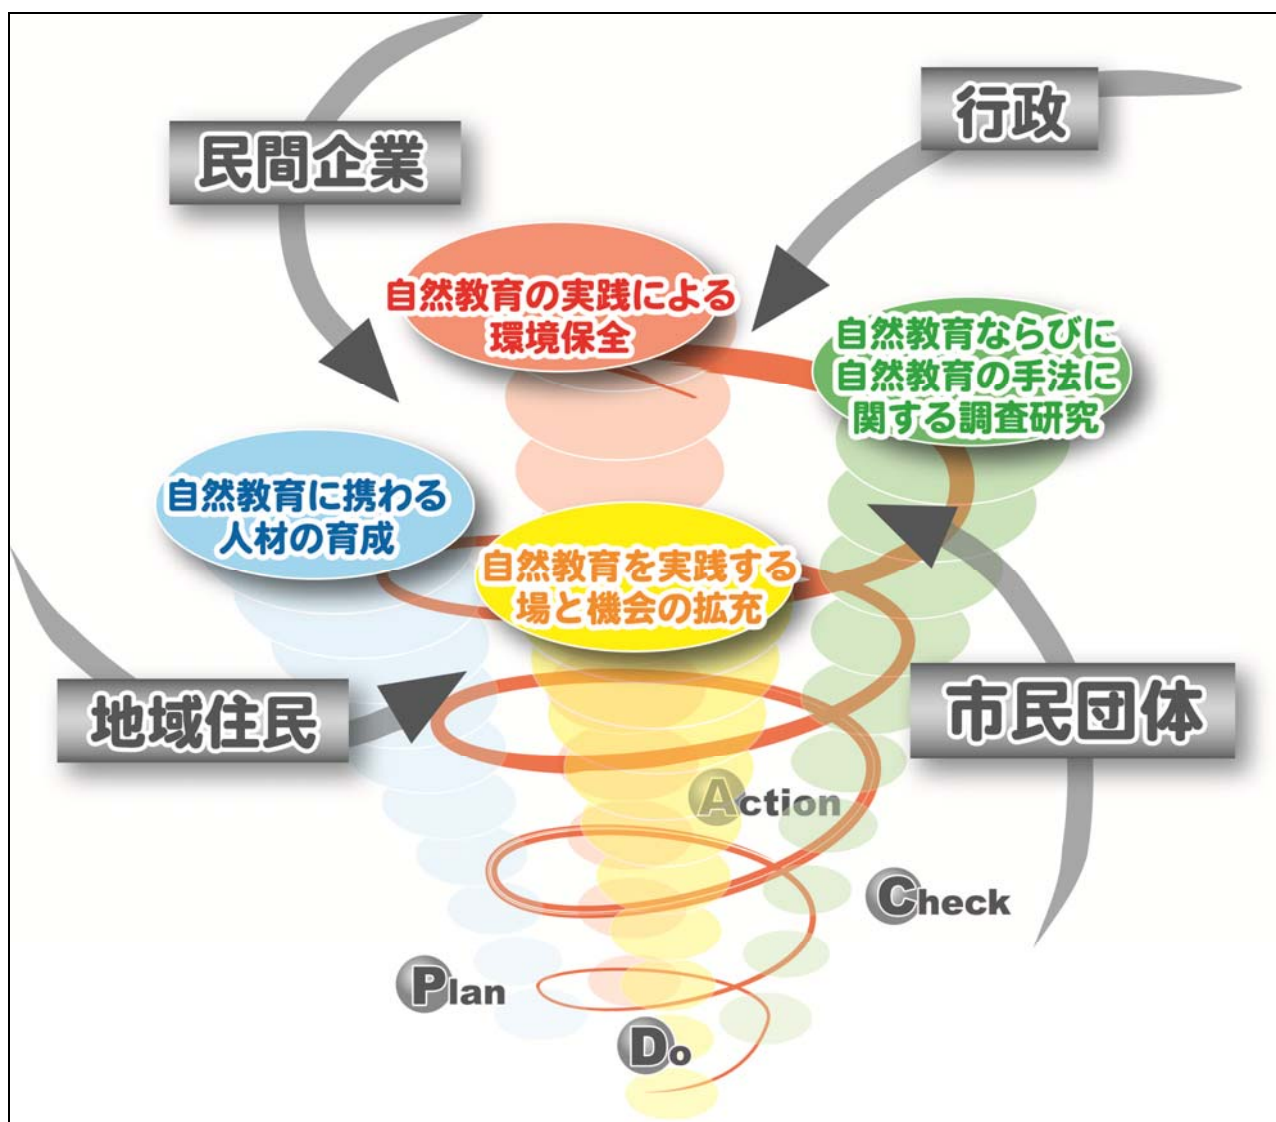 民間企業
行政
自然教育の実践による
環境保全
自然教育ならびに
自然教育の手法に
関する調査研究
自然教育に携わる
人材の育成
自然教育を実践する
場と機会の拡充
地域住民
市民団体
Action
Check
Plan
Do